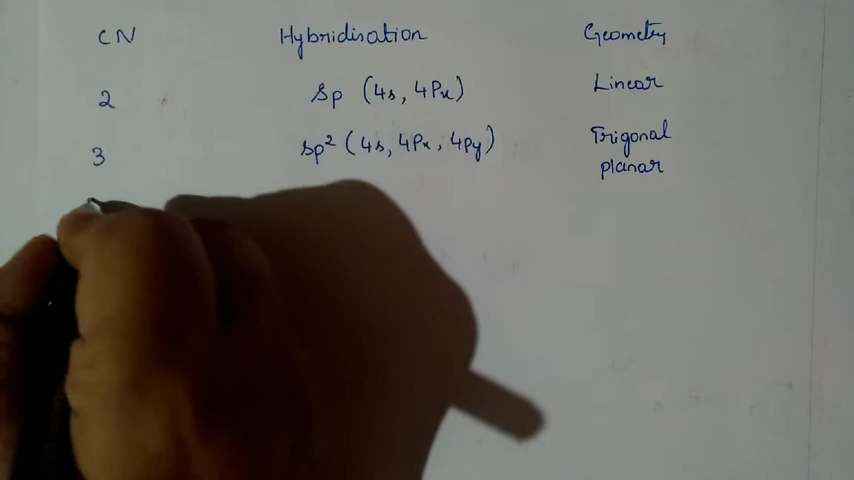 CN Hybridisation Geometry
2 sp (4s, 4Px) Linear
3 sp² (4s, 4Px, 4Py) Trigonal
planar